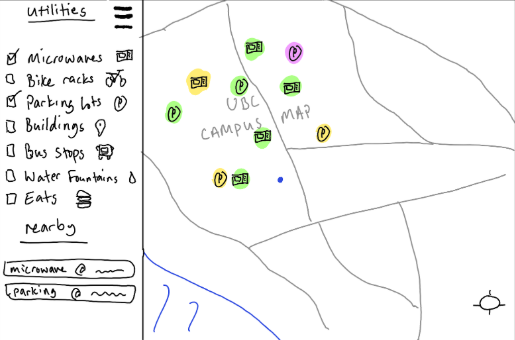 Utilities
Microwaves
Bike racks
Parking lots P
Buildings
Bus stops
Water Fountains
Eats
Nearby
microwave @
parking @
P
P
P
UBC
MAP
CAMPUS
P
P